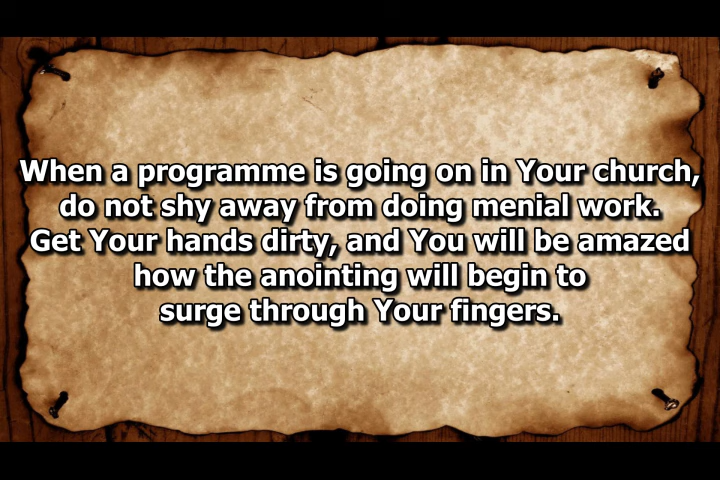 When a programme is going on in Your church,
do not shy away from doing menial work.
Get Your hands dirty, and You will be amazed
how the anointing will begin to
surge through Your fingers.